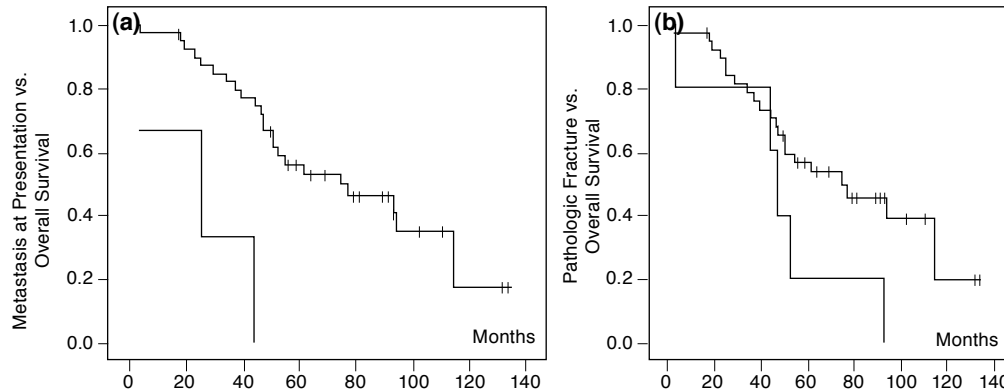 (a)
Metastasis at Presentation vs.
Overall Survival
1.0
0.8
0.6
0.4
0.2
0.0
Months
0 20 40 60 80 100 120 140
(b)
Pathologic Fracture vs.
Overall Survival
1.0
0.8
0.6
0.4
0.2
0.0
Months
0 20 40 60 80 100 120 140